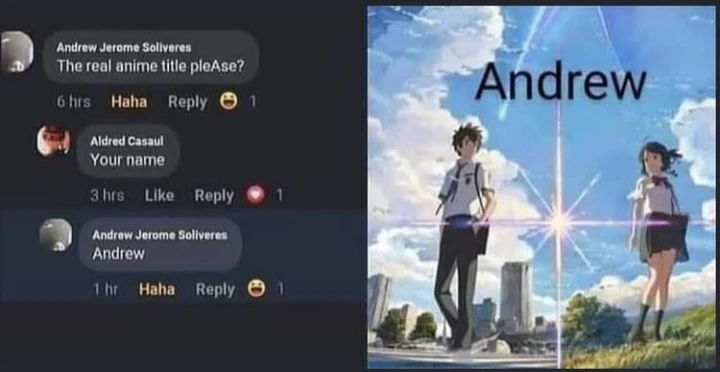 Andrew Jerome Soliveres
The real anime title pleAse?
6 hrs Haha Reply 1
Aldred Casaul
Your name
3 hrs Like Reply 1
Andrew Jerome Soliveres
Andrew
1 hr Haha Reply 1
Andrew